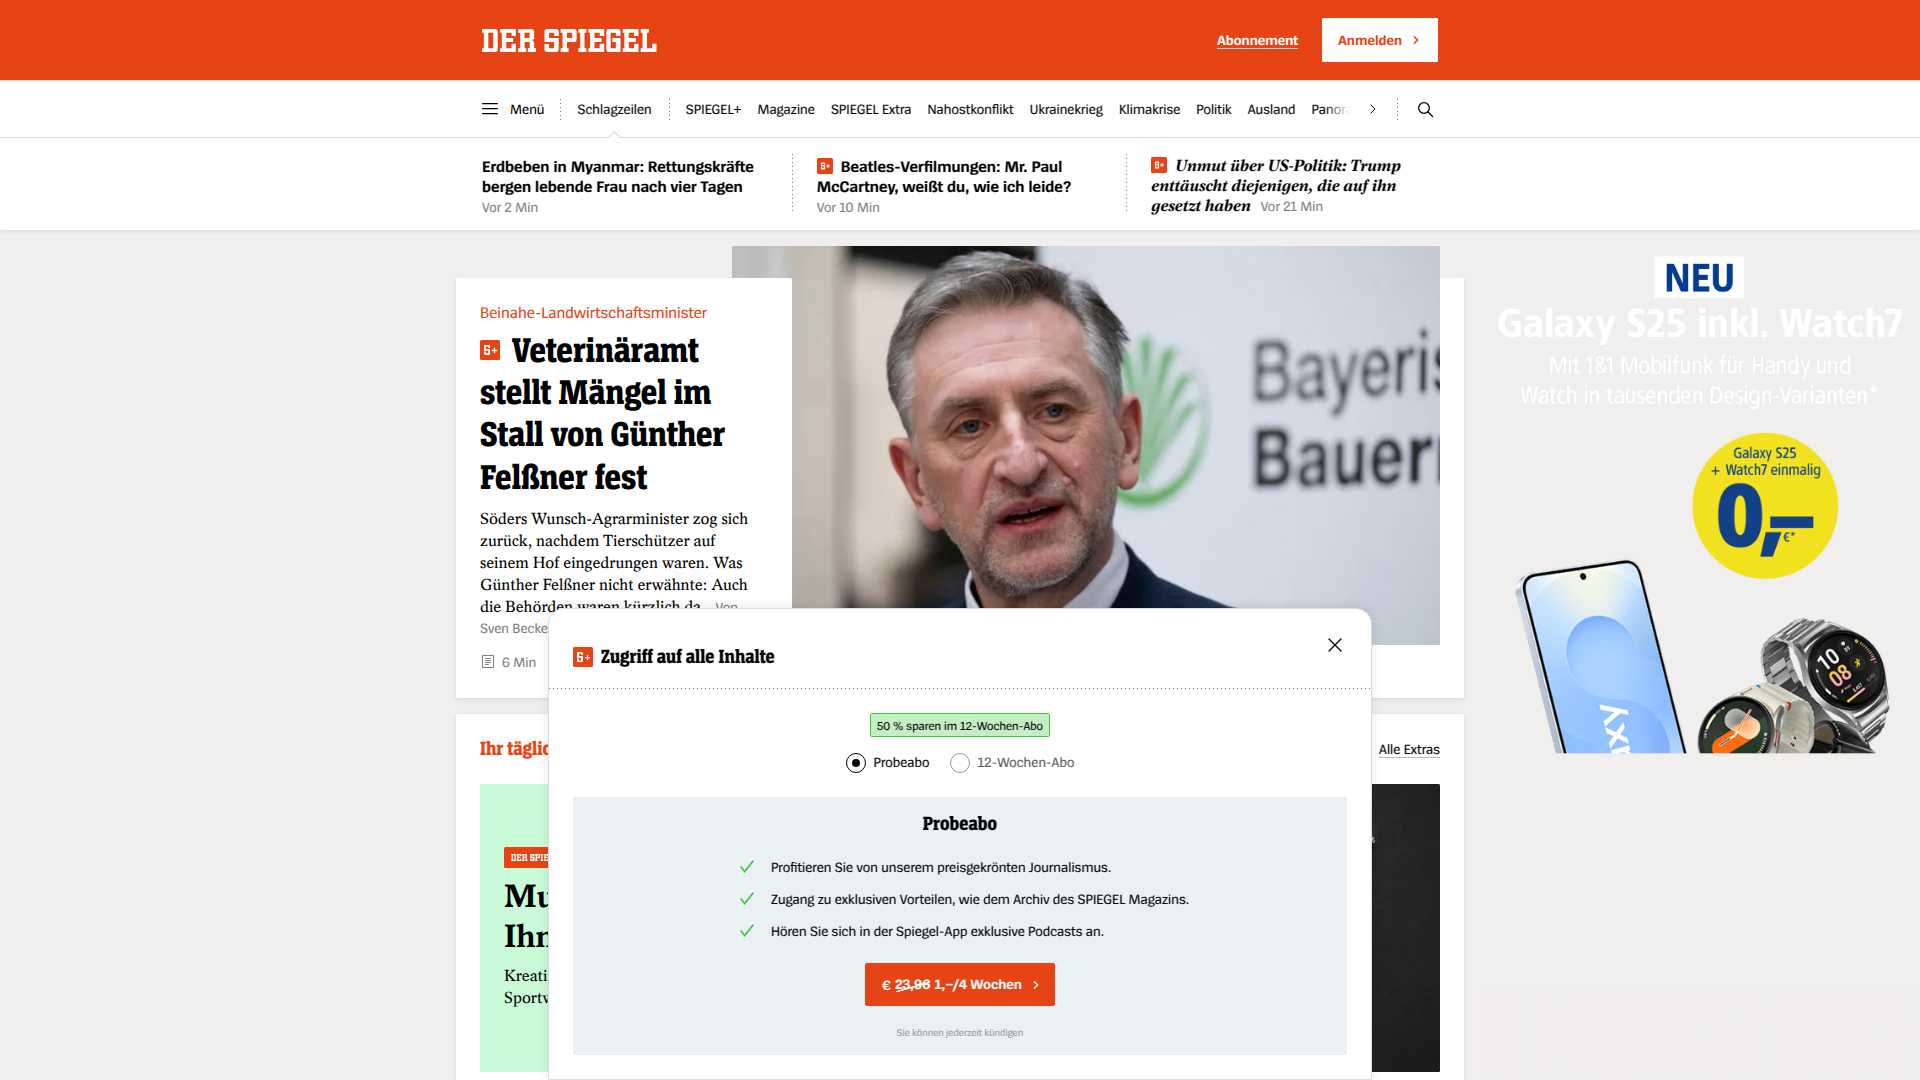 DER SPIEGEL
Abonnement
Anmelden
Menü
Schlagzeilen
SPIEGEL+
Magazine
SPIEGEL Extra
Nahostkonflikt
Ukrainekrieg
Klimakrise
Politik
Ausland
Panor
Erdbeben in Myanmar: Rettungskräfte
bergen lebende Frau nach vier Tagen
Vor 2 Min
Beatles-Verfilmungen: Mr. Paul
McCartney, weißt du, wie ich leide?
Vor 10 Min
Unmut über US-Politik: Trump
enttäuscht diejenigen, die auf ihn
gesetzt haben Vor 21 Min
Beinahe-Landwirtschaftsminister
Veterinäramt
stellt Mängel im
Stall von Günther
Felßner fest
Söders Wunsch-Agrarminister zog sich
zurück, nachdem Tierschützer auf
seinem Hof eingedrungen waren. Was
Günther Felßner nicht erwähnte: Auch
die Behörden waren kürzlich da. Von
Sven Becke
6 Min
Bayeris
Bauer
NEU
Galaxy S25 inkl. Watch7
Mit 1&1 Mobilfunk für Handy und
Watch in tausenden Design-Varianten*
Galaxy S25
+ Watch7 einmalig
0,–
€*
10
08
Zugriff auf alle Inhalte
50 % sparen im 12-Wochen-Abo
Probeabo
12-Wochen-Abo
Probeabo
Profitieren Sie von unserem preisgekrönten Journalismus.
Zugang zu exklusiven Vorteilen, wie dem Archiv des SPIEGEL Magazins.
Hören Sie sich in der Spiegel-App exklusive Podcasts an.
€ 23,96 1,–/4 Wochen
Sie können jederzeit kündigen
Ihr täglic
Alle Extras
DER SPIE
Mu
Ihn
Kreati
Sportv